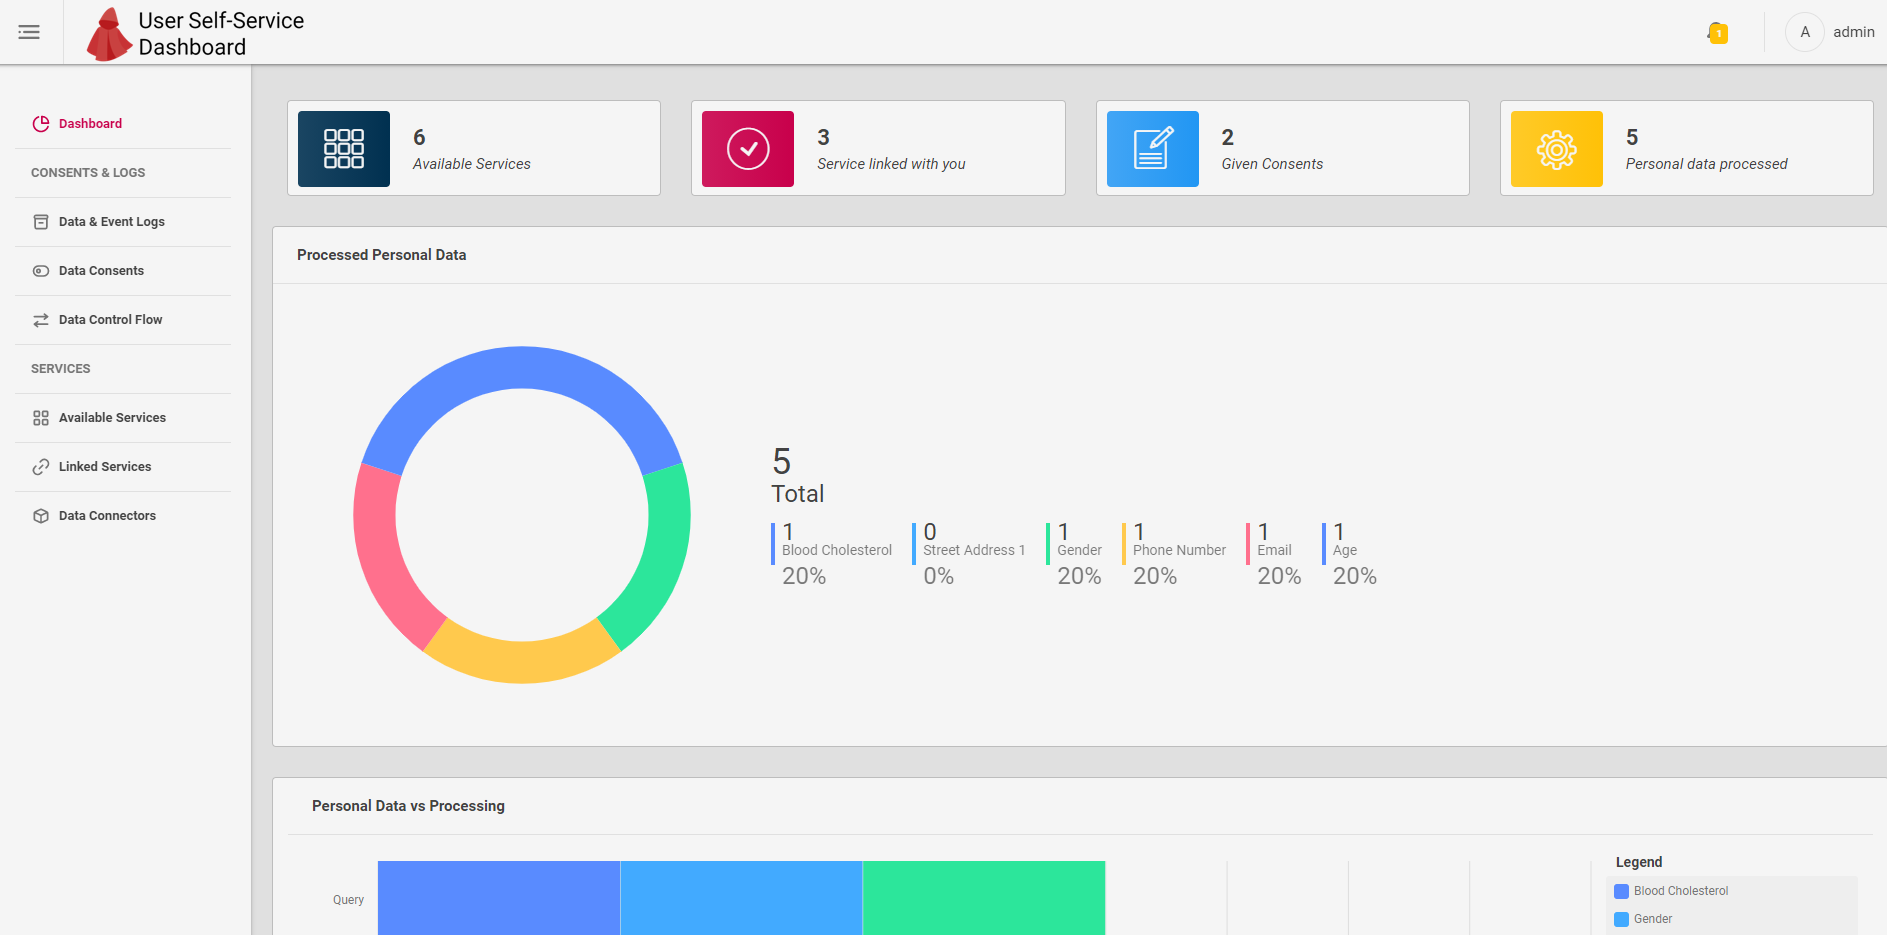 User Self-Service
Dashboard
1
A
admin
Dashboard
CONSENTS & LOGS
Data & Event Logs
Data Consents
Data Control Flow
SERVICES
Available Services
Linked Services
Data Connectors
6
Available Services
3
Service linked with you
2
Given Consents
5
Personal data processed
Processed Personal Data
5
Total
1
Blood Cholesterol
20%
0
Street Address 1
0%
1
Gender
20%
1
Phone Number
20%
1
Email
20%
1
Age
20%
Personal Data vs Processing
Query
Legend
Blood Cholesterol
Gender